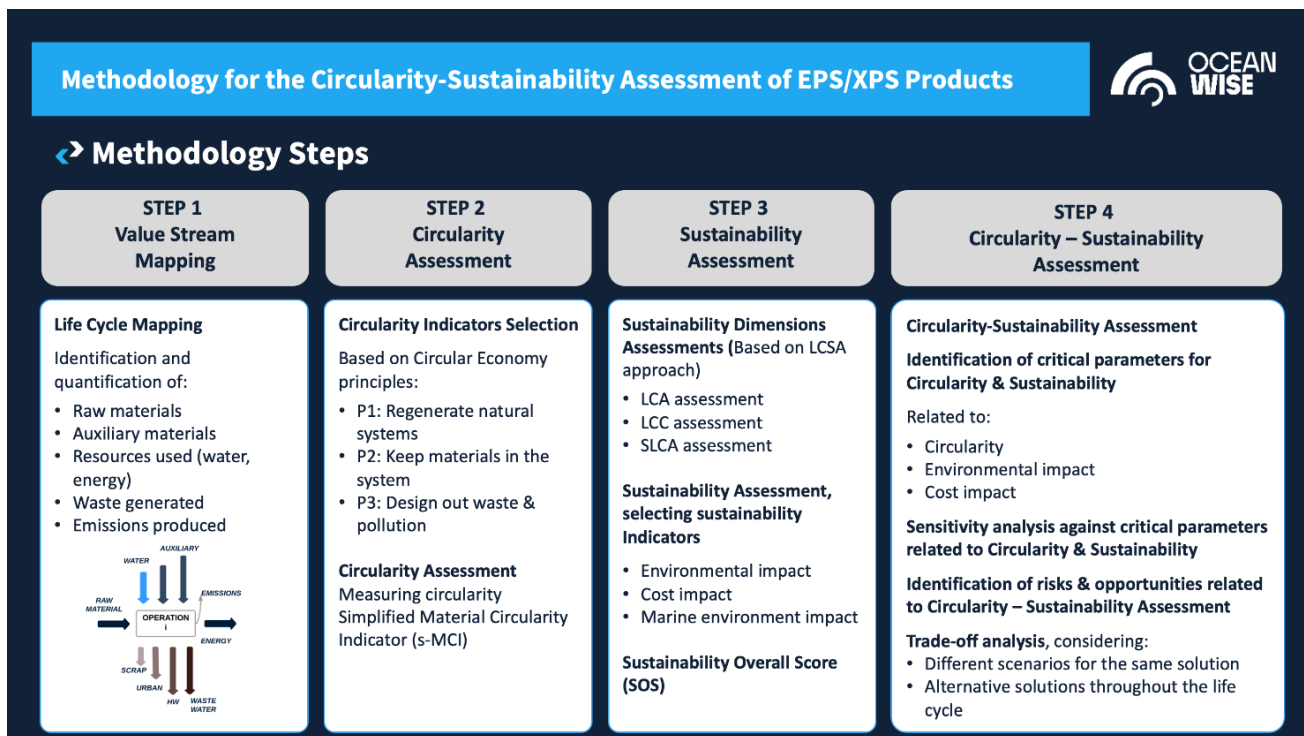 Methodology for the Circularity-Sustainability Assessment of EPS/XPS Products
OCEAN
WISE
Methodology Steps
STEP 1
Value Stream
Mapping
Life Cycle Mapping
Identification and
quantification of:
• Raw materials
• Auxiliary materials
• Resources used (water,
energy)
• Waste generated
• Emissions produced
AUXILIARY
WATER
EMISSIONS
RAW
MATERIAL
OPERATION
i
ENERGY
SCRAP
URBAN
HW
WASTE
WATER
STEP 2
Circularity
Assessment
Circularity Indicators Selection
Based on Circular Economy
principles:
• P1: Regenerate natural
systems
• P2: Keep materials in the
system
• P3: Design out waste &
pollution
Circularity Assessment
Measuring circularity
Simplified Material Circularity
Indicator (s-MCI)
STEP 3
Sustainability
Assessment
Sustainability Dimensions
Assessments (Based on LCSA
approach)
• LCA assessment
• LCC assessment
• SLCA assessment
Sustainability Assessment,
selecting sustainability
Indicators
• Environmental impact
• Cost impact
• Marine environment impact
Sustainability Overall Score
(SOS)
STEP 4
Circularity – Sustainability
Assessment
Circularity-Sustainability Assessment
Identification of critical parameters for
Circularity & Sustainability
Related to:
• Circularity
• Environmental impact
• Cost impact
Sensitivity analysis against critical parameters
related to Circularity & Sustainability
Identification of risks & opportunities related
to Circularity – Sustainability Assessment
Trade-off analysis, considering:
• Different scenarios for the same solution
• Alternative solutions throughout the life
cycle